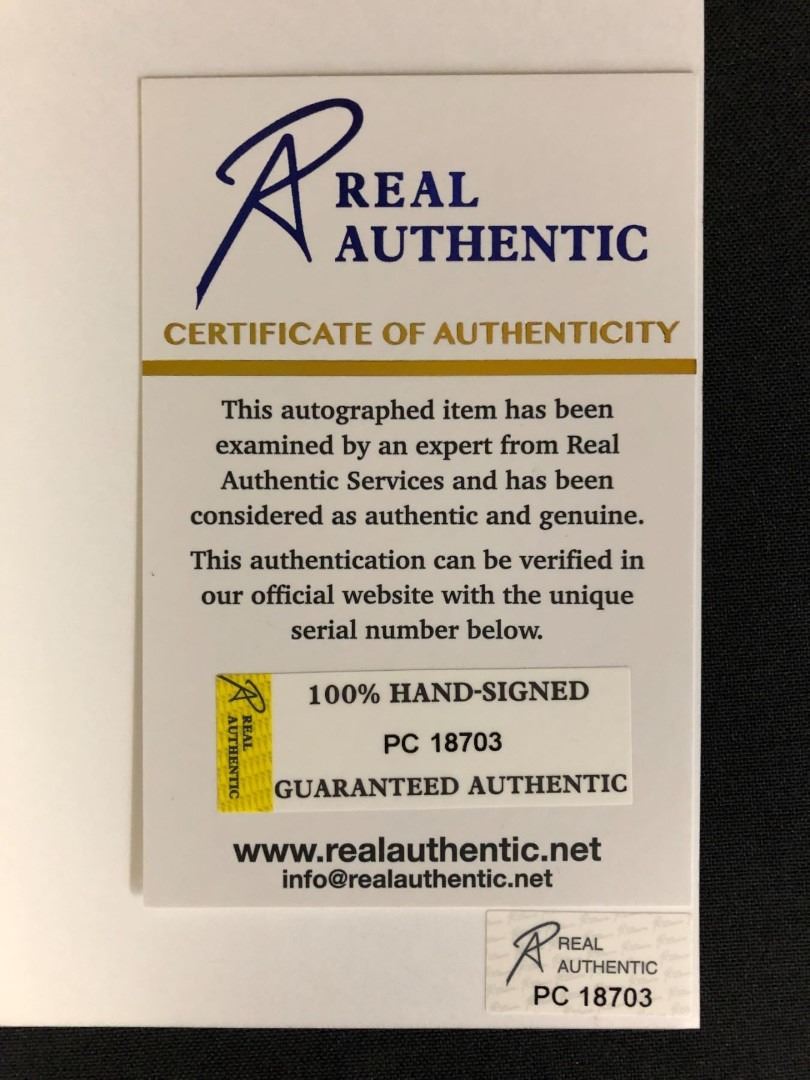 REAL
AUTHENTIC
CERTIFICATE OF AUTHENTICITY
This autographed item has been
examined by an expert from Real
Authentic Services and has been
considered as authentic and genuine.
This authentication can be verified in
our official website with the unique
serial number below.
REAL
AUTHENTIC
100% HAND-SIGNED
PC 18703
GUARANTEED AUTHENTIC
www.realauthentic.net
info@realauthentic.net
REAL
AUTHENTIC
PC 18703